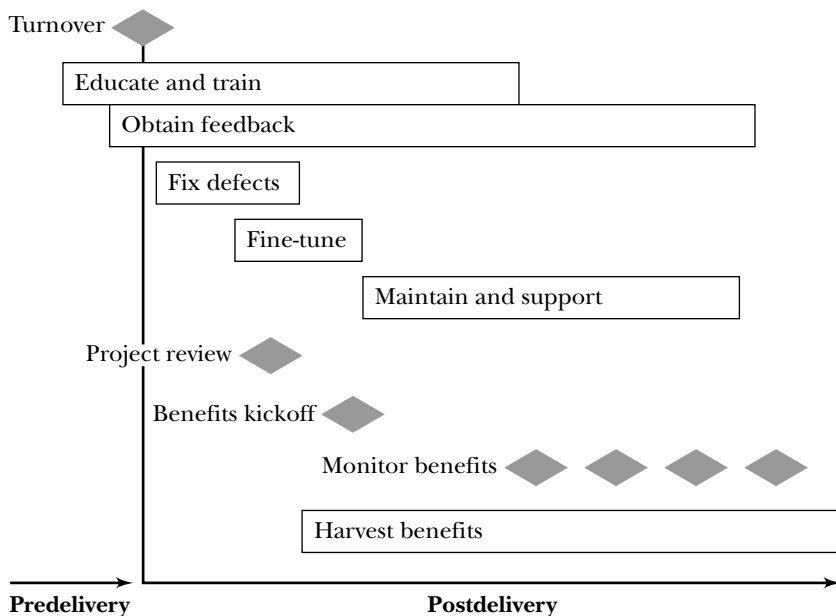 Turnover
Educate and train
Obtain feedback
Fix defects
Fine-tune
Maintain and support
Project review
Benefits kickoff
Monitor benefits
Harvest benefits
Predelivery
Postdelivery